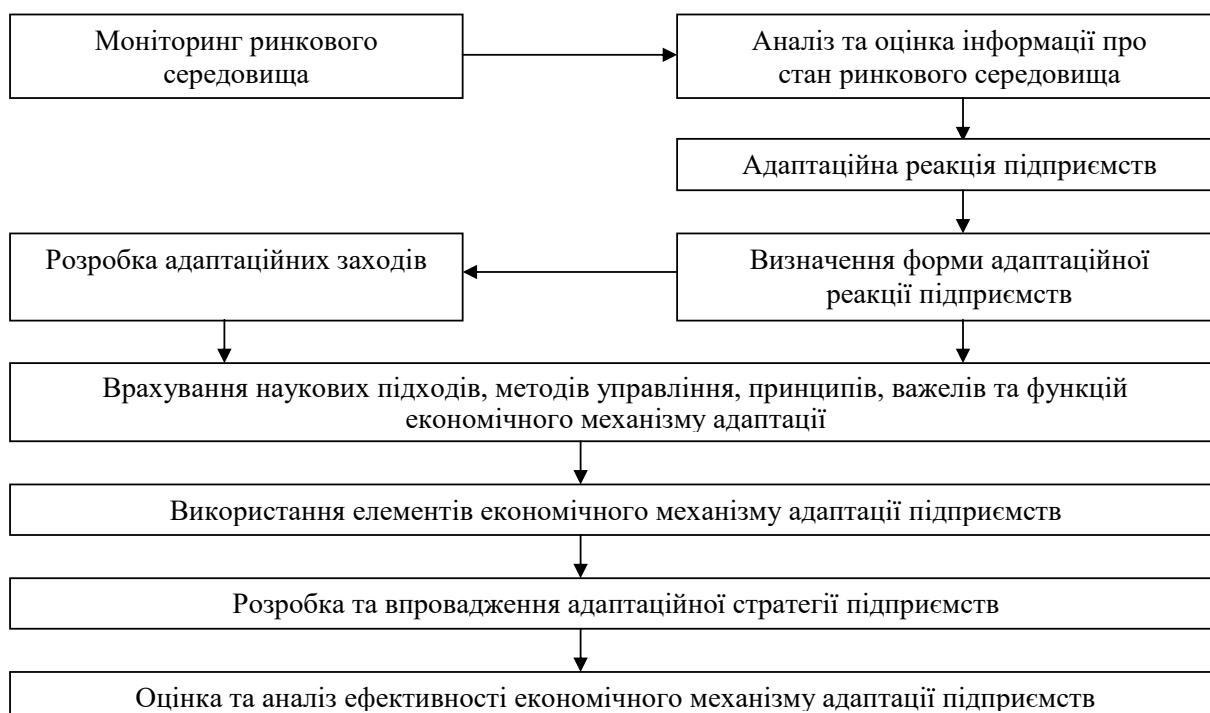 Моніторинг ринкового
середовища
Аналіз та оцінка інформації про
стан ринкового середовища
Адаптаційна реакція підприємств
Розробка адаптаційних заходів
Визначення форми адаптаційної
реакції підприємств
Врахування наукових підходів, методів управління, принципів, важелів та функцій
економічного механізму адаптації
Використання елементів економічного механізму адаптації підприємств
Розробка та впровадження адаптаційної стратегії підприємств
Оцінка та аналіз ефективності економічного механізму адаптації підприємств